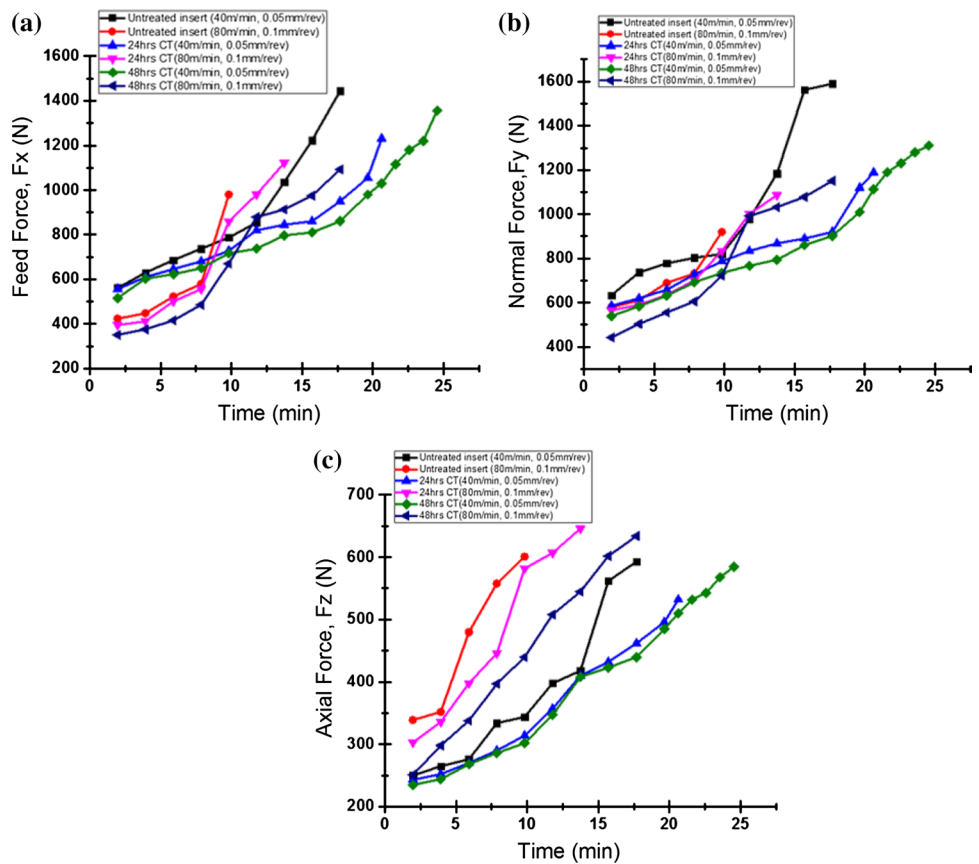 (a)
Untreated insert (40m/min, 0.05mm/rev)
Untreated insert (80m/min, 0.1mm/rev)
24hrs CT(40m/min, 0.05mm/rev)
24hrs CT(80m/min, 0.1mm/rev)
48hrs CT(40m/min, 0.05mm/rev)
48hrs CT(80m/min, 0.1mm/rev)
Feed Force, Fx (N)
1600
1400
1200
1000
800
600
400
200
0 5 10 15 20 25
Time (min)
(b)
Untreated insert (40m/min, 0.05mm/rev)
Untreated insert (80m/min, 0.1m/rev)
24hrs CT(40m/min, 0.05mm/rev)
24hrs CT(80m/min, 0.1mm/rev)
48hrs CT(40m/min, 0.05mm/rev)
48hrs CT(80m/min, 0.1mm/rev)
Normal Force,Fy (N)
1600
1400
1200
1000
800
600
400
0 5 10 15 20 25
Time (min)
(c)
Untreated insert (40m/min, 0.05mm/rev)
Untreated insert (80m/min, 0.1mm/rev)
24hrs CT(40m/min, 0.05mm/rev)
24hrs CT(80m/min, 0.1mm/rev)
48hrs CT(40m/min, 0.05mm/rev)
48hrs CT(80m/min, 0.1mm/rev)
Axial Force, Fz (N)
700
600
500
400
300
200
0 5 10 15 20 25
Time (min)